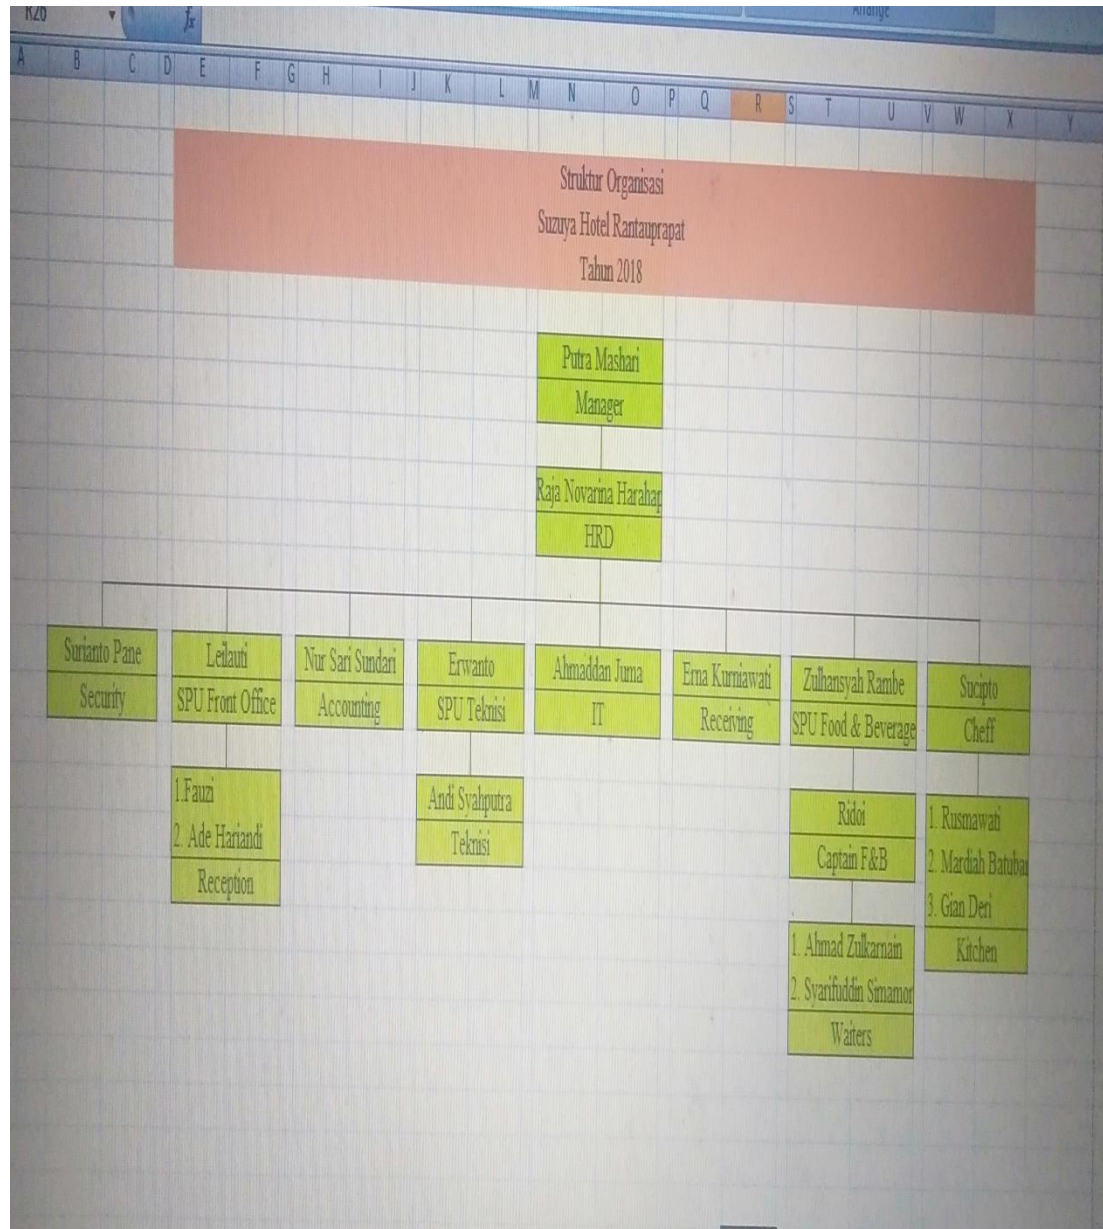 R20
fx
A B C D E F G H I J K L M N O P Q R S T U V W X Y
Struktur Organisasi
Suzuya Hotel Rantauprapat
Tahun 2018
Putra Mashari
Manager
Raja Novarina Harahap
HRD
Surianto Pane
Security
Leilauti
SPU Front Office
Nur Sari Sundari
Accounting
Erwanto
SPU Teknisi
Ahmaddan Juma
IT
Erna Kurniawati
Receiving
Zulhansyah Rambe
SPU Food & Beverage
Sucipto
Cheff
1.Fauzi
2. Ade Hariandi
Reception
Andi Syahputra
Teknisi
Ridoi
Captain F&B
1. Ahmad Zulkarnain
2. Syarifuddin Simamor
Waiters
1. Rusmawati
2. Mardiah Batubar
3. Gian Deri
Kitchen